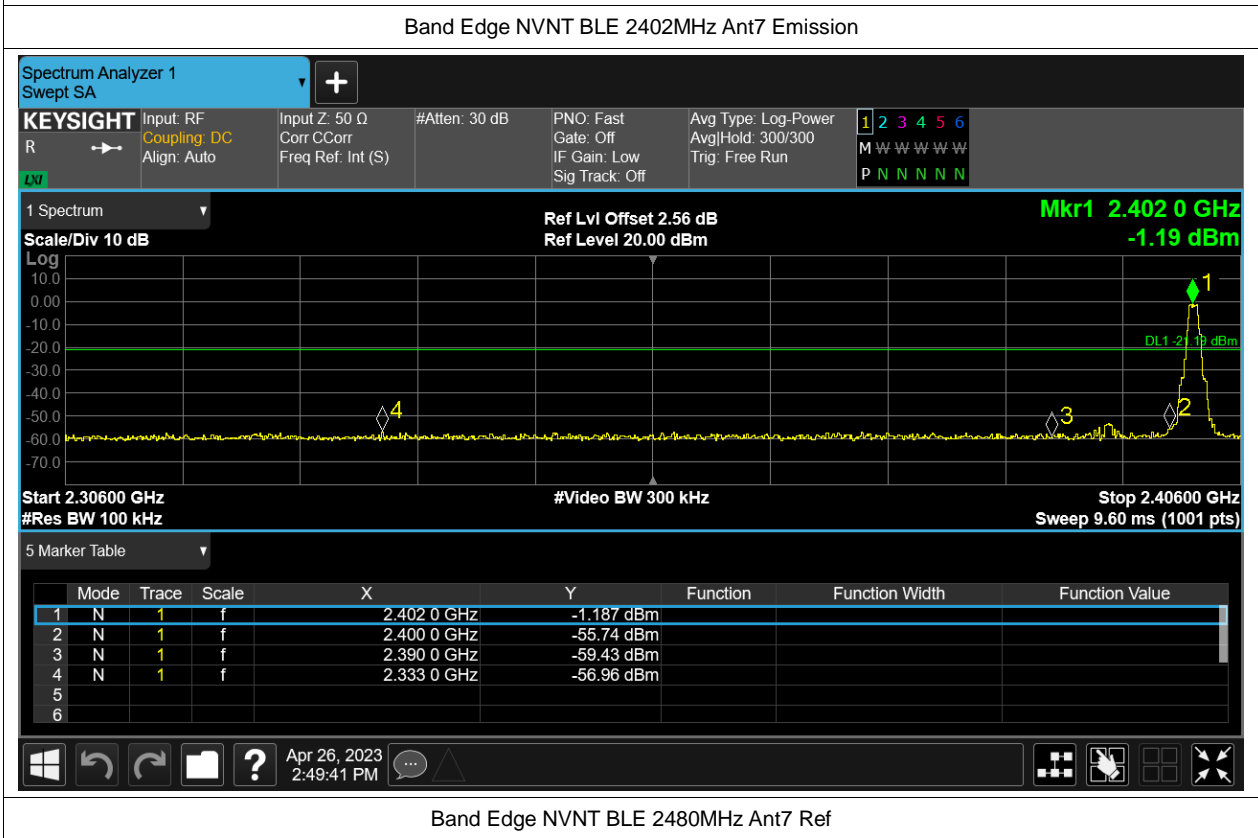 Band Edge NVNT BLE 2402MHz Ant7 Emission
Spectrum Analyzer 1
Swept SA
KEYSIGHT
R
LXI
Input: RF
Coupling: DC
Align: Auto
Input Z: 50 Ω
Corr CCorr
Freq Ref: Int (S)
#Atten: 30 dB
PNO: Fast
Gate: Off
IF Gain: Low
Sig Track: Off
Avg Type: Log-Power
Avg|Hold: 300/300
Trig: Free Run
1 2 3 4 5 6
M W W W W W
P N N N N N
1 Spectrum
Scale/Div 10 dB
Ref Lvl Offset 2.56 dB
Ref Level 20.00 dBm
Mkr1 2.402 0 GHz
-1.19 dBm
Log
10.0
0.00
-10.0
-20.0
-30.0
-40.0
-50.0
-60.0
-70.0
1
DL1 -21.19 dBm
4
3
2
Start 2.30600 GHz
#Res BW 100 kHz
#Video BW 300 kHz
Stop 2.40600 GHz
Sweep 9.60 ms (1001 pts)
5 Marker Table
Mode Trace Scale X Y Function Function Width Function Value
1 N 1 f 2.402 0 GHz -1.187 dBm
2 N 1 f 2.400 0 GHz -55.74 dBm
3 N 1 f 2.390 0 GHz -59.43 dBm
4 N 1 f 2.333 0 GHz -56.96 dBm
5
6
?
Apr 26, 2023
2:49:41 PM
Band Edge NVNT BLE 2480MHz Ant7 Ref